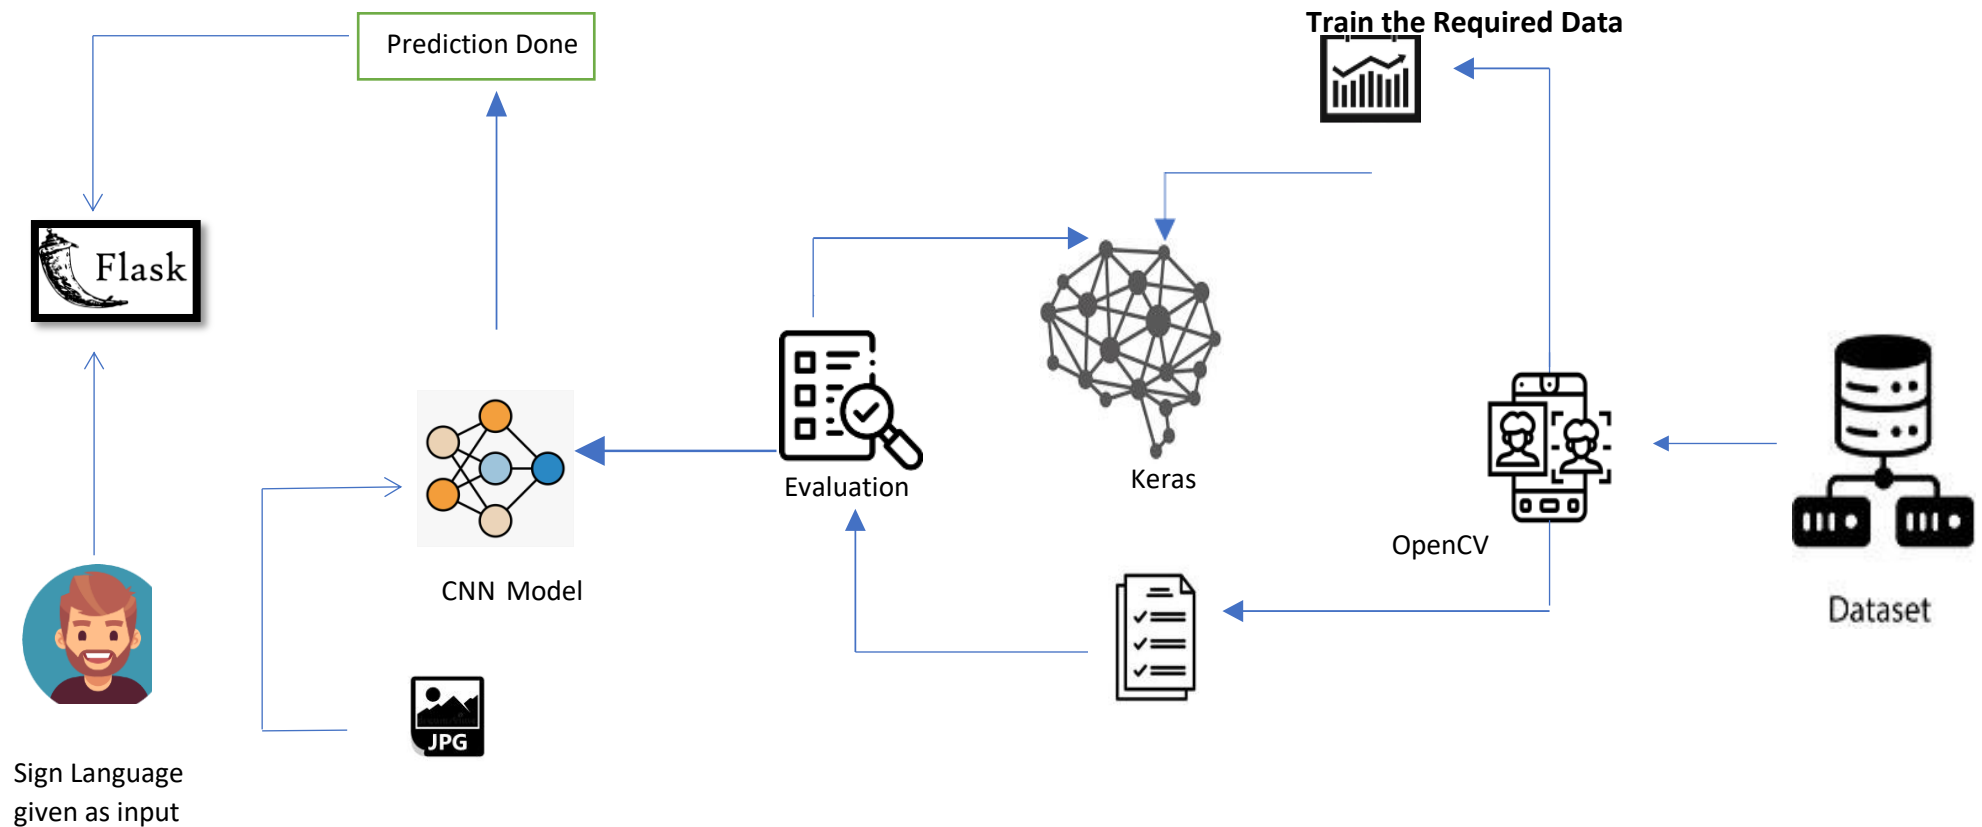 Train the Required Data
Prediction Done
Flask
Keras
Evaluation
OpenCV
CNN Model
Dataset
JPG
Sign Language
given as input